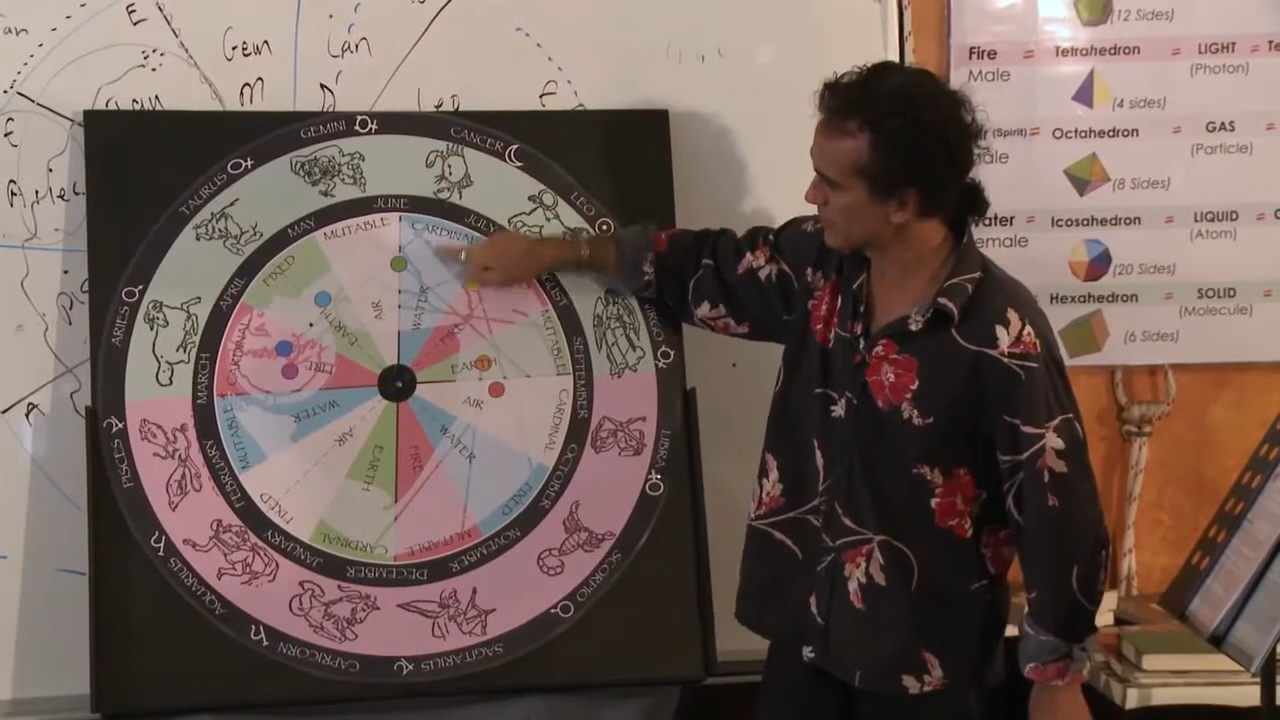 E
Gem
m
Leo
GEMINI
CANCER
TAURUS
LEO
ARIES
VIRGO
PISCES
LIBRA
AQUARIUS
SCORPIO
CAPRICORN
SAGITARIUS
JUNE
JULY
MAY
APRIL
MARCH
SEPTEMBER
FEBRUARY
OCTOBER
JANUARY
NOVEMBER
DECEMBER
MUTABLE
CARDINAL
FIXED
MUTABLE
CARDINAL
CARDINAL
MUTABLE
FIXED
FIXED
CARDINAL
MUTABLE
AIR
WATER
EARTH
FIRE
FIRE
EARTH
AIR
WATER
WATER
AIR
EARTH
FIRE
(12 Sides)
Fire = Tetrahedron = LIGHT =
Male (Photon)
(4 sides)
(Spirit) = Octahedron = GAS =
(Particle)
(8 Sides)
= Icosahedron = LIQUID =
(Atom)
(20 Sides)
Hexahedron = SOLID =
(Molecule)
(6 Sides)